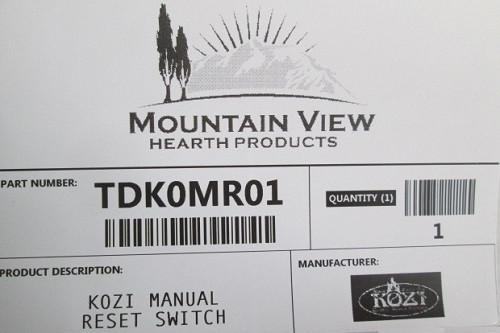 MOUNTAIN VIEW
HEARTH PRODUCTS
PART NUMBER: TDK0MR01
QUANTITY (1)
1
PRODUCT DESCRIPTION:
KOZI MANUAL
RESET SWITCH
MANUFACTURER:
KOZI